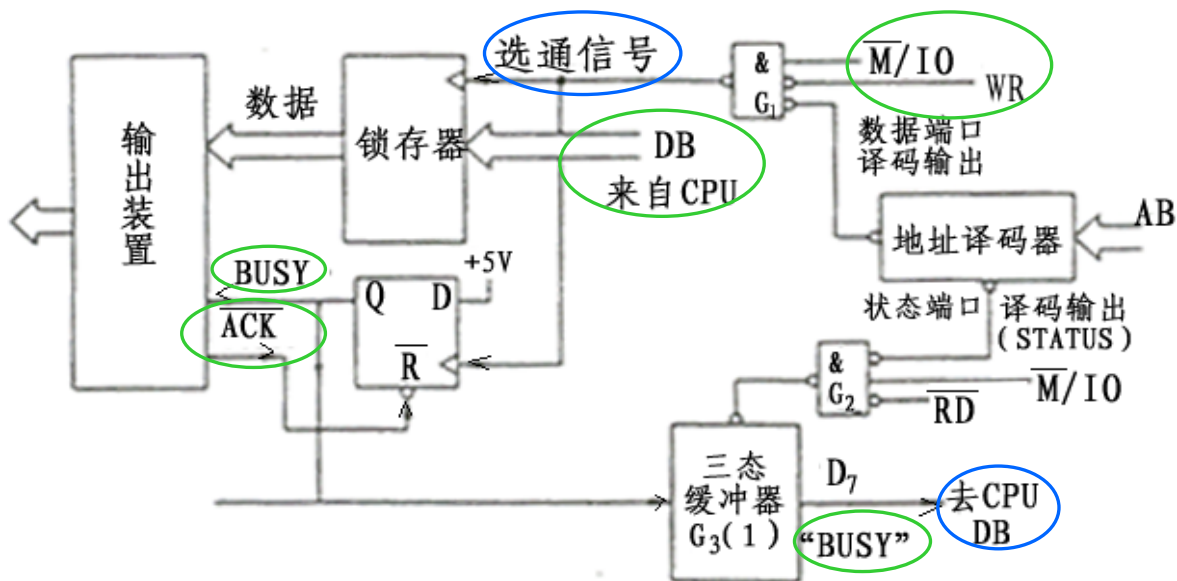 选通信号
&
G₁
M̅/IO
WR
数据
输出装置
锁存器
DB
来自CPU
数据端口
译码输出
AB
地址译码器
BUSY
A̅C̅K̅
+5V
Q D
R̅
状态端口 译码输出
(STATUS)
&
G₂
M̅/IO
R̅D̅
三态
缓冲器
G₃(1)
D₇
"BUSY"
去CPU
DB